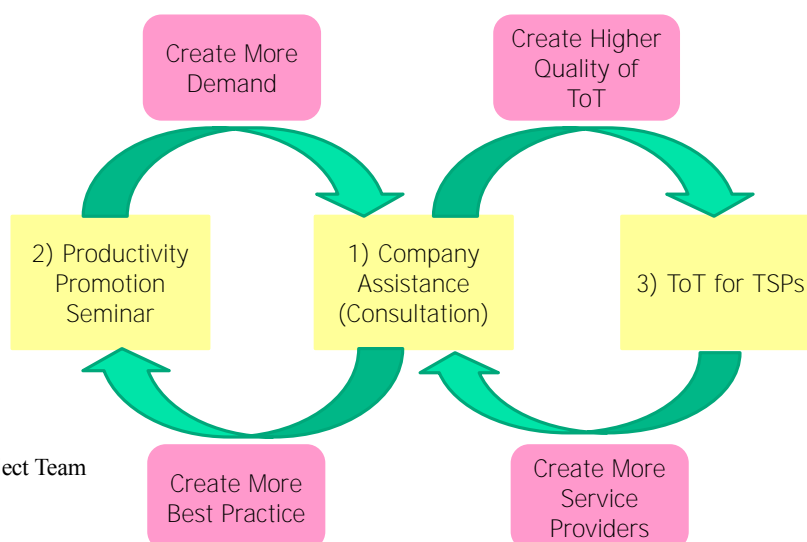 Create More
Demand
Create Higher
Quality of
ToT
2) Productivity
Promotion
Seminar
1) Company
Assistance
(Consultation)
3) ToT for TSPs
ect Team
Create More
Best Practice
Create More
Service
Providers